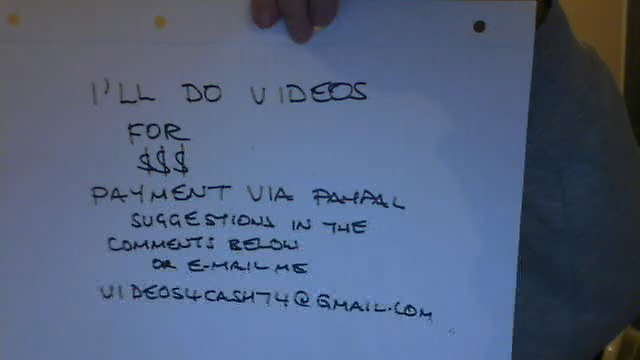 I'LL DO VIDEOS
FOR
$$$
PAYMENT VIA PAYPAL
SUGGESTIONS IN THE
COMMENTS BELOW
OR E-MAIL ME
VIDEOS4CASH74@GMAIL.COM